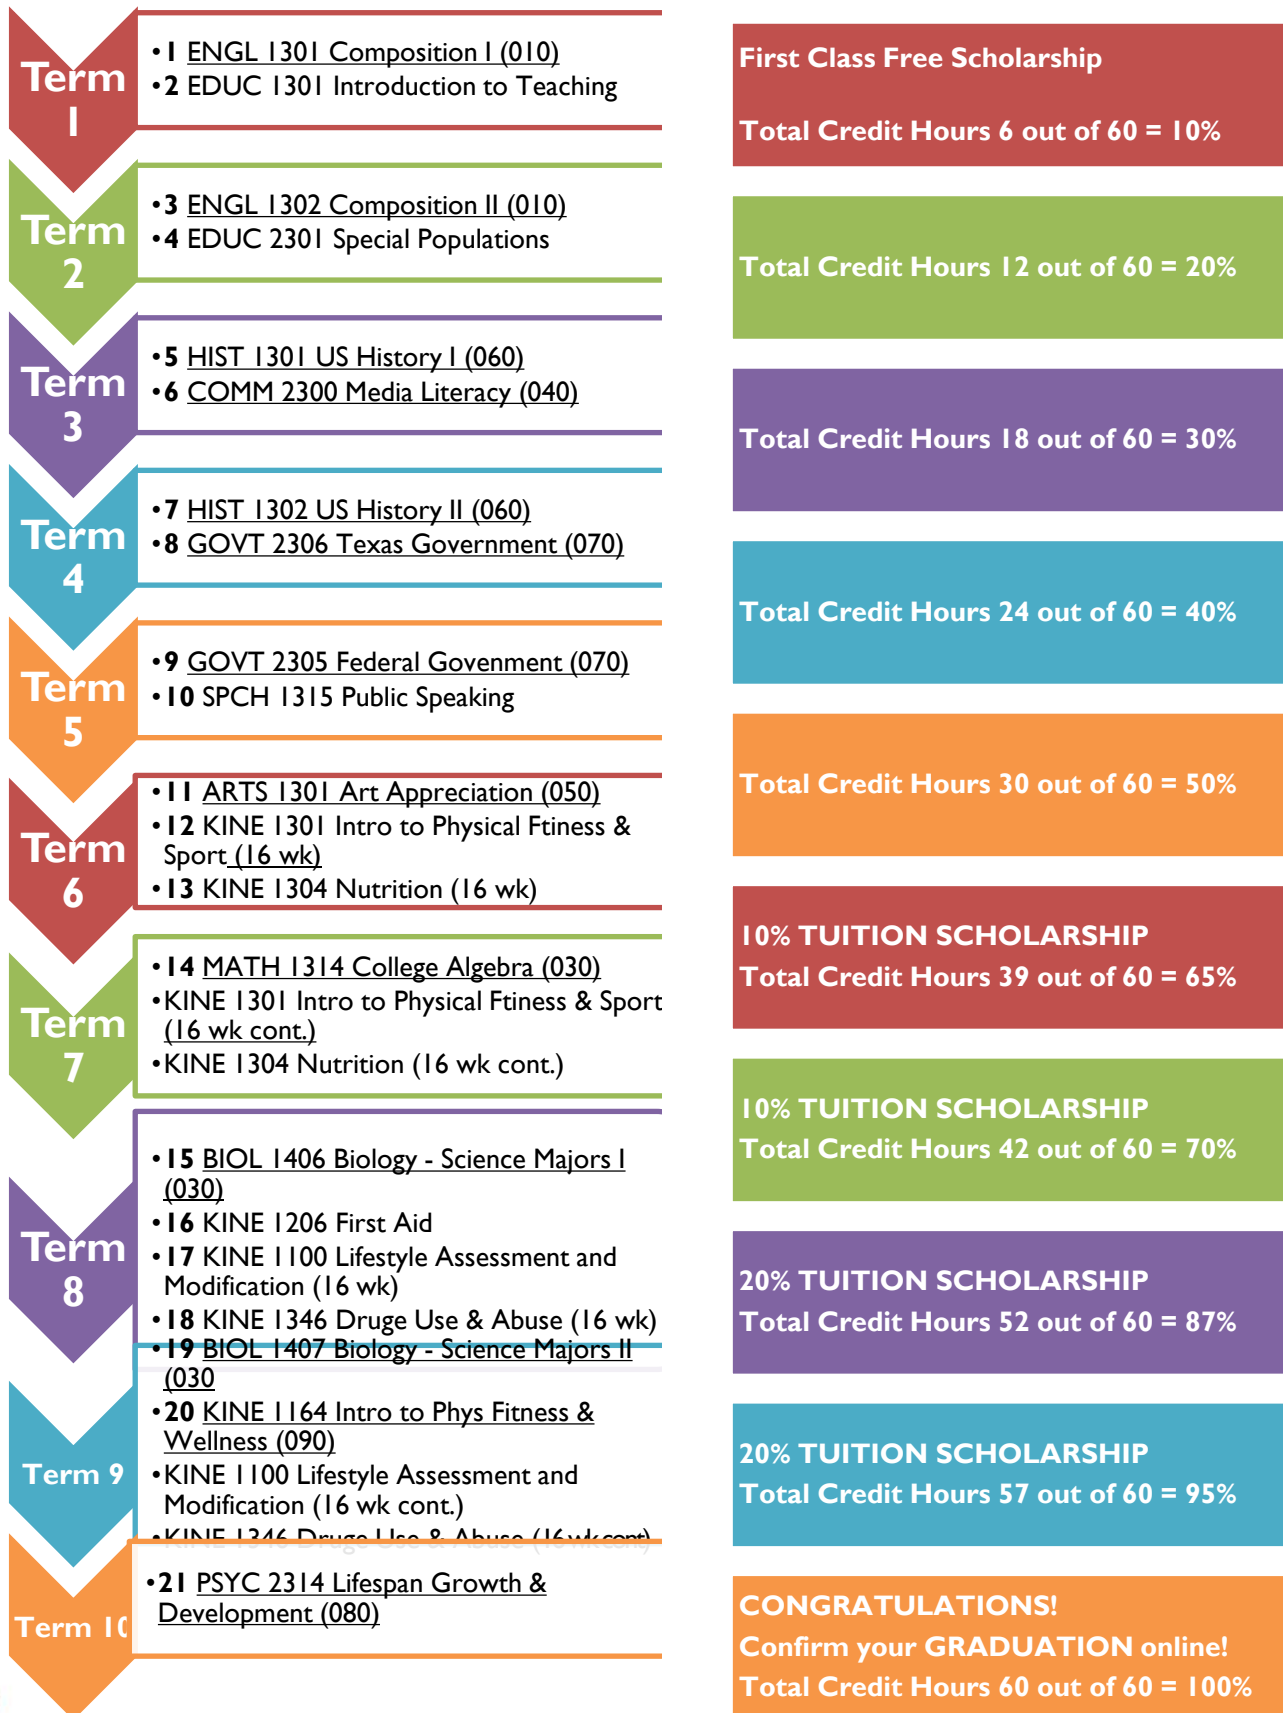 Term
1
•1 ENGL 1301 Composition I (010)
•2 EDUC 1301 Introduction to Teaching
First Class Free Scholarship
Total Credit Hours 6 out of 60 = 10%
Term
2
•3 ENGL 1302 Composition II (010)
•4 EDUC 2301 Special Populations
Total Credit Hours 12 out of 60 = 20%
Term
3
•5 HIST 1301 US History I (060)
•6 COMM 2300 Media Literacy (040)
Total Credit Hours 18 out of 60 = 30%
Term
4
•7 HIST 1302 US History II (060)
•8 GOVT 2306 Texas Government (070)
Total Credit Hours 24 out of 60 = 40%
Term
5
•9 GOVT 2305 Federal Govenment (070)
•10 SPCH 1315 Public Speaking
Total Credit Hours 30 out of 60 = 50%
Term
6
•11 ARTS 1301 Art Appreciation (050)
•12 KINE 1301 Intro to Physical Ftiness &
Sport (16 wk)
•13 KINE 1304 Nutrition (16 wk)
10% TUITION SCHOLARSHIP
Total Credit Hours 39 out of 60 = 65%
Term
7
•14 MATH 1314 College Algebra (030)
•KINE 1301 Intro to Physical Ftiness & Sport
(16 wk cont.)
•KINE 1304 Nutrition (16 wk cont.)
10% TUITION SCHOLARSHIP
Total Credit Hours 42 out of 60 = 70%
Term
8
•15 BIOL 1406 Biology - Science Majors I
(030)
•16 KINE 1206 First Aid
•17 KINE 1100 Lifestyle Assessment and
Modification (16 wk)
•18 KINE 1346 Druge Use & Abuse (16 wk)
20% TUITION SCHOLARSHIP
Total Credit Hours 52 out of 60 = 87%
Term 9
•19 BIOL 1407 Biology - Science Majors II
(030
•20 KINE 1164 Intro to Phys Fitness &
Wellness (090)
•KINE 1100 Lifestyle Assessment and
Modification (16 wk cont.)
•KINE 1346 Druge Use & Abuse (16 wk cont)
20% TUITION SCHOLARSHIP
Total Credit Hours 57 out of 60 = 95%
Term 10
•21 PSYC 2314 Lifespan Growth &
Development (080)
CONGRATULATIONS!
Confirm your GRADUATION online!
Total Credit Hours 60 out of 60 = 100%